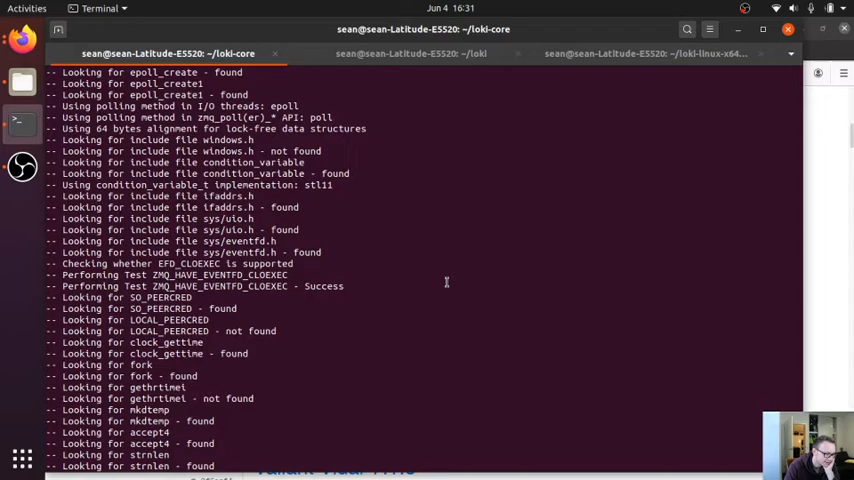 Activities
Terminal
Jun 4 16:31
sean@sean-Latitude-E5520: ~/loki-core
sean@sean-Latitude-E5520: ~/loki-core
sean@sean-Latitude-E5520: ~/loki
sean@sean-Latitude-E5520: ~/loki-linux-x64...
-- Looking for epoll_create - found
-- Looking for epoll_create1
-- Looking for epoll_create1 - found
-- Using polling method in I/O threads: epoll
-- Using polling method in zmq_poll(er)_* API: poll
-- Using 64 bytes alignment for lock-free data structures
-- Looking for include file windows.h
-- Looking for include file windows.h - not found
-- Looking for include file condition_variable
-- Looking for include file condition_variable - found
-- Using condition_variable_t implementation: stl11
-- Looking for include file ifaddrs.h
-- Looking for include file ifaddrs.h - found
-- Looking for include file sys/uio.h
-- Looking for include file sys/uio.h - found
-- Looking for include file sys/eventfd.h
-- Looking for include file sys/eventfd.h - found
-- Checking whether EFD_CLOEXEC is supported
-- Performing Test ZMQ_HAVE_EVENTFD_CLOEXEC
-- Performing Test ZMQ_HAVE_EVENTFD_CLOEXEC - Success
-- Looking for SO_PEERCRED
-- Looking for SO_PEERCRED - found
-- Looking for LOCAL_PEERCRED
-- Looking for LOCAL_PEERCRED - not found
-- Looking for clock_gettime
-- Looking for clock_gettime - found
-- Looking for fork
-- Looking for fork - found
-- Looking for gethrtimei
-- Looking for gethrtimei - not found
-- Looking for mkdtemp
-- Looking for mkdtemp - found
-- Looking for accept4
-- Looking for accept4 - found
-- Looking for strnlen
-- Looking for strnlen - found